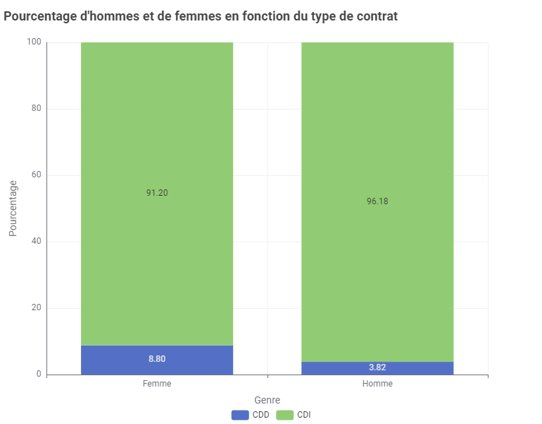 Pourcentage d'hommes et de femmes en fonction du type de contrat
Pourcentage
100
80
60
40
20
0
91.20
96.18
8.80
3.82
Femme
Homme
Genre
CDD
CDI